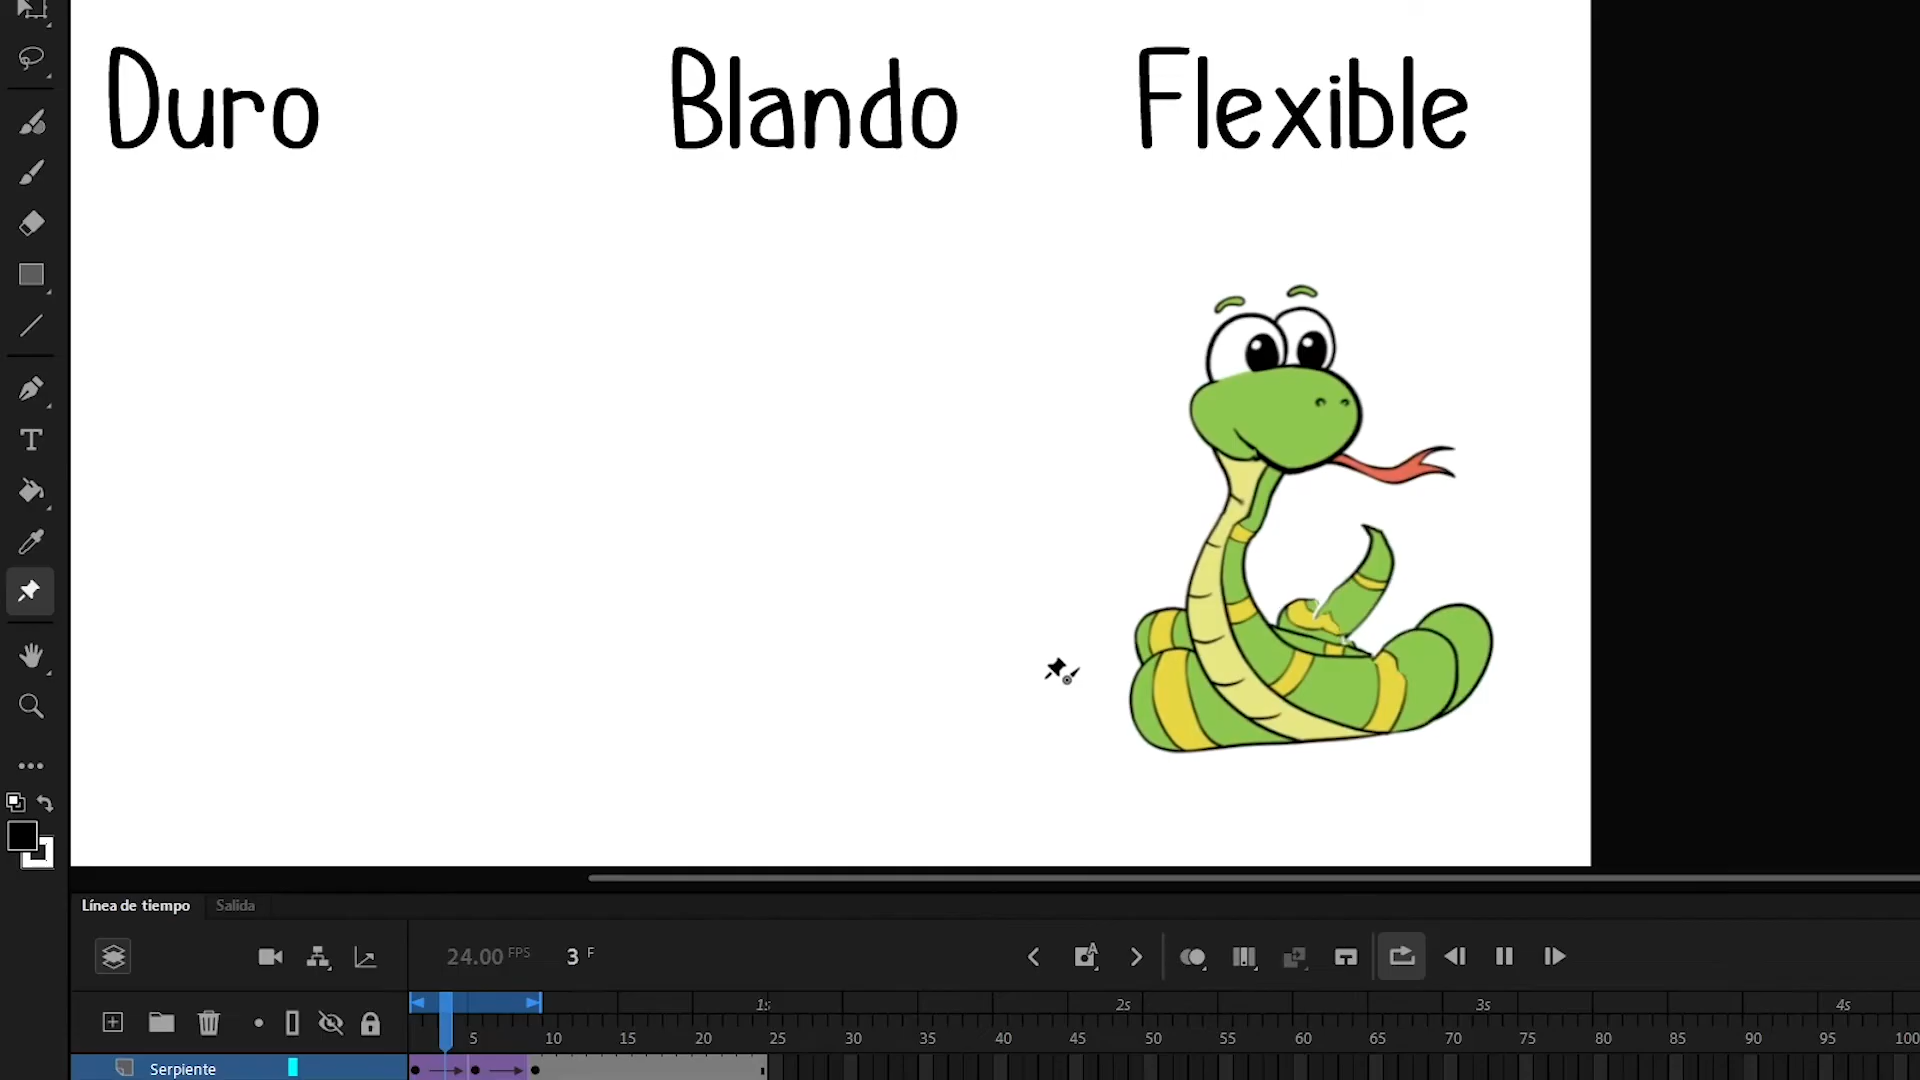 Duro Blando Flexible
Línea de tiempo Salida
24.00 FPS 3 F
1s 2s 3s 4s
5 10 15 20 25 30 35 40 45 50 55 60 65 70 75 80 85 90 95 100
Serpiente